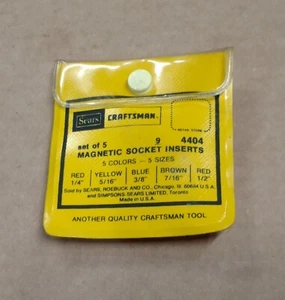 Sears CRAFTSMAN
set of 5 9 4404
MAGNETIC SOCKET INSERTS
5 COLORS — 5 SIZES
RED YELLOW BLUE BROWN RED
1/4" 5/16" 3/8" 7/16" 1/2"
Sold by SEARS, ROEBUCK AND CO., Chicago, Ill. 60684 U.S.A.
and SIMPSONS SEARS LIMITED, Toronto
Made in U.S.A.
ANOTHER QUALITY CRAFTSMAN TOOL